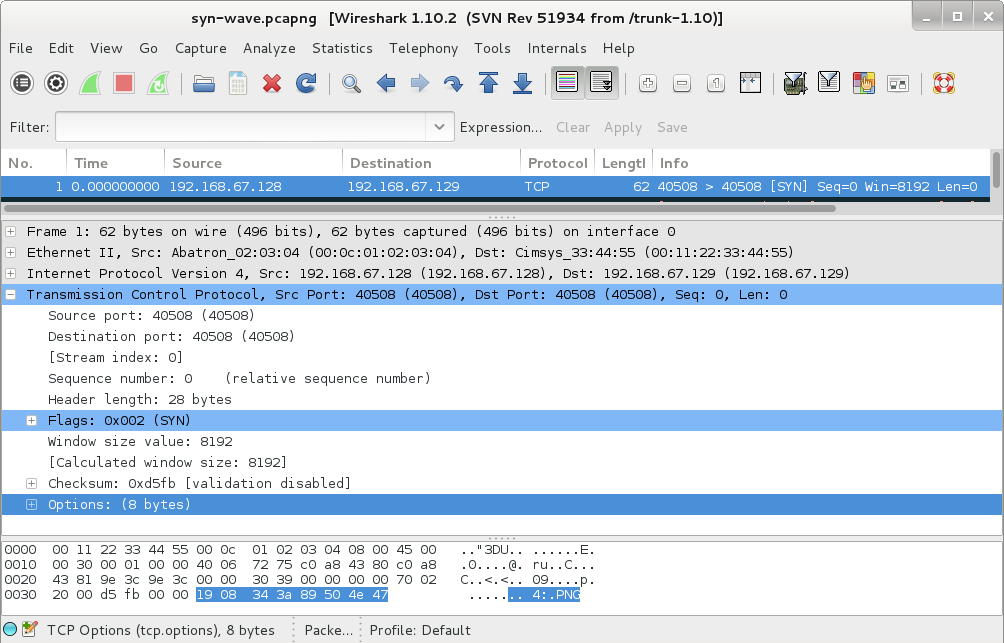 syn-wave.pcapng [Wireshark 1.10.2 (SVN Rev 51934 from /trunk-1.10)]
File Edit View Go Capture Analyze Statistics Telephony Tools Internals Help
Filter: Expression... Clear Apply Save
No. Time Source Destination Protocol Lengtl Info
1 0.000000000 192.168.67.128 192.168.67.129 TCP 62 40508 > 40508 [SYN] Seq=0 Win=8192 Len=0
Frame 1: 62 bytes on wire (496 bits), 62 bytes captured (496 bits) on interface 0
Ethernet II, Src: Abatron_02:03:04 (00:0c:01:02:03:04), Dst: Cimsys_33:44:55 (00:11:22:33:44:55)
Internet Protocol Version 4, Src: 192.168.67.128 (192.168.67.128), Dst: 192.168.67.129 (192.168.67.129)
Transmission Control Protocol, Src Port: 40508 (40508), Dst Port: 40508 (40508), Seq: 0, Len: 0
Source port: 40508 (40508)
Destination port: 40508 (40508)
[Stream index: 0]
Sequence number: 0 (relative sequence number)
Header length: 28 bytes
Flags: 0x002 (SYN)
Window size value: 8192
[Calculated window size: 8192]
Checksum: 0xd5fb [validation disabled]
Options: (8 bytes)
0000 00 11 22 33 44 55 00 0c 01 02 03 04 08 00 45 00 .."3DU.. ......E.
0010 00 30 00 01 00 00 40 06 72 75 c0 a8 43 80 c0 a8 .0....@. ru..C...
0020 43 81 9e 3c 9e 3c 00 00 30 39 00 00 00 00 70 02 C..<.<.. 09....p.
0030 20 00 d5 fb 00 00 19 08 34 3a 89 50 4e 47 ....... 4:.PNG
TCP Options (tcp.options), 8 bytes Packe... Profile: Default